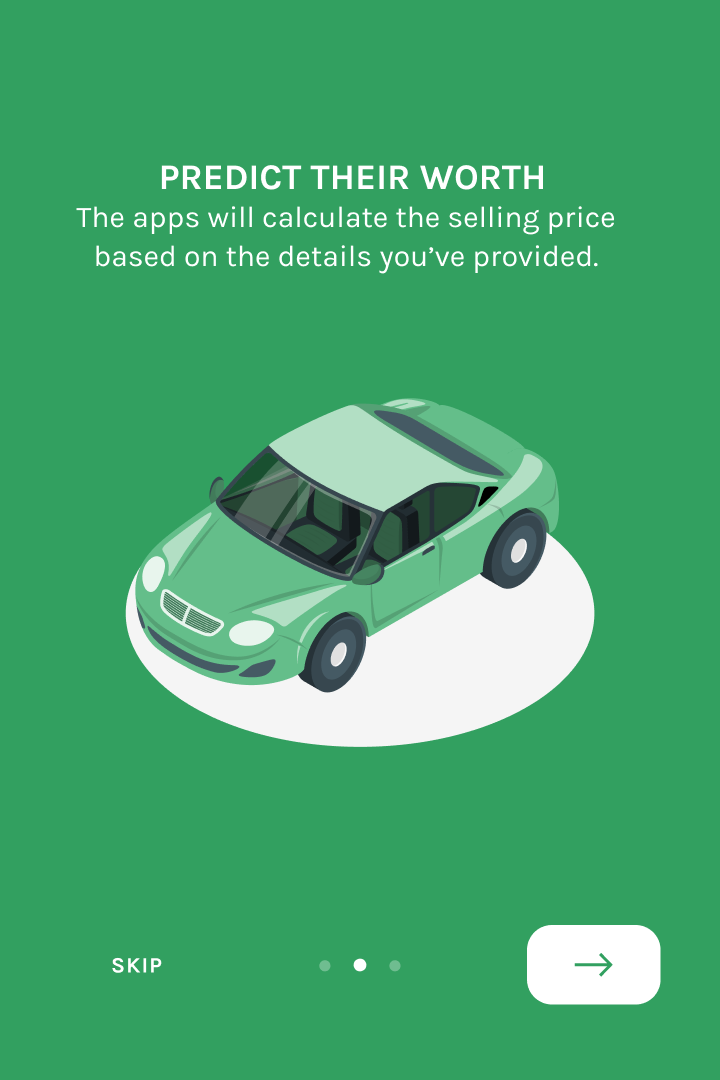 PREDICT THEIR WORTH
The apps will calculate the selling price
based on the details you’ve provided.
SKIP